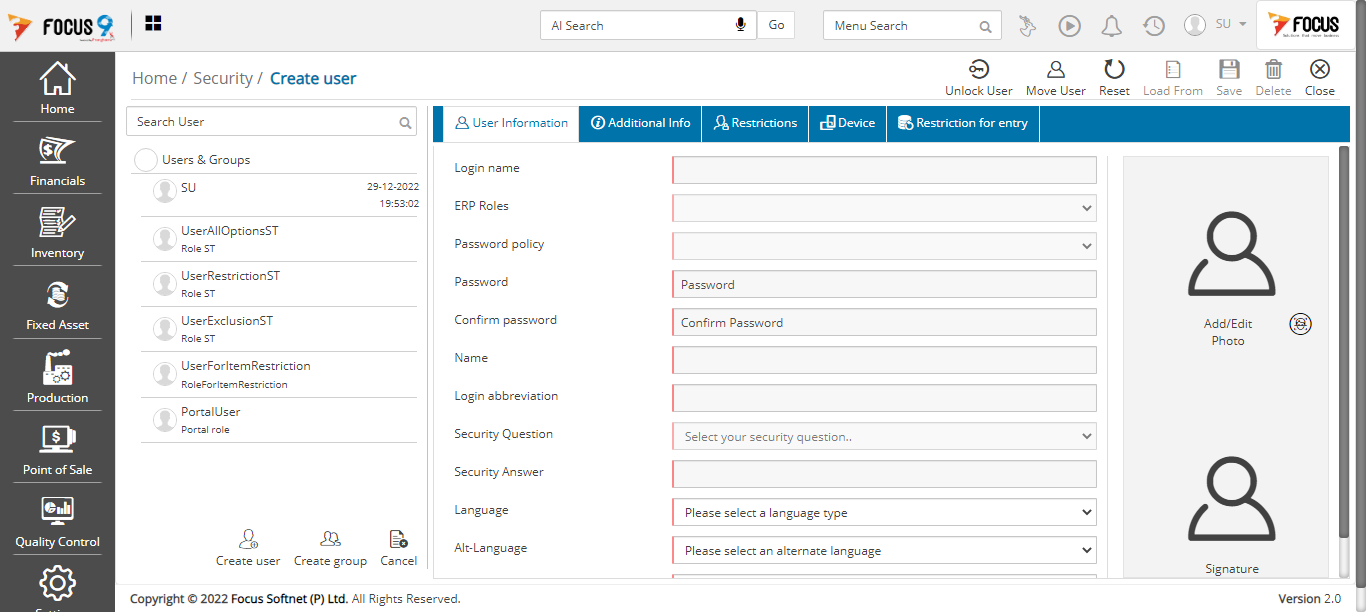 FOCUS 9
AI Search
Go
Menu Search
SU
FOCUS
Home / Security / Create user
Unlock User
Move User
Reset
Load From
Save
Delete
Close
Home
Financials
Inventory
Fixed Asset
Production
Point of Sale
Quality Control
Search User
Users & Groups
SU
29-12-2022
19:53:02
UserAllOptionsST
Role ST
UserRestrictionST
Role ST
UserExclusionST
Role ST
UserForItemRestriction
RoleForItemRestriction
PortalUser
Portal role
Create user
Create group
Cancel
User Information
Additional Info
Restrictions
Device
Restriction for entry
Login name
ERP Roles
Password policy
Password
Password
Confirm password
Confirm Password
Name
Login abbreviation
Security Question
Select your security question..
Security Answer
Language
Please select a language type
Alt-Language
Please select an alternate language
Add/Edit
Photo
Signature
Copyright © 2022 Focus Softnet (P) Ltd. All Rights Reserved.
Version 2.0